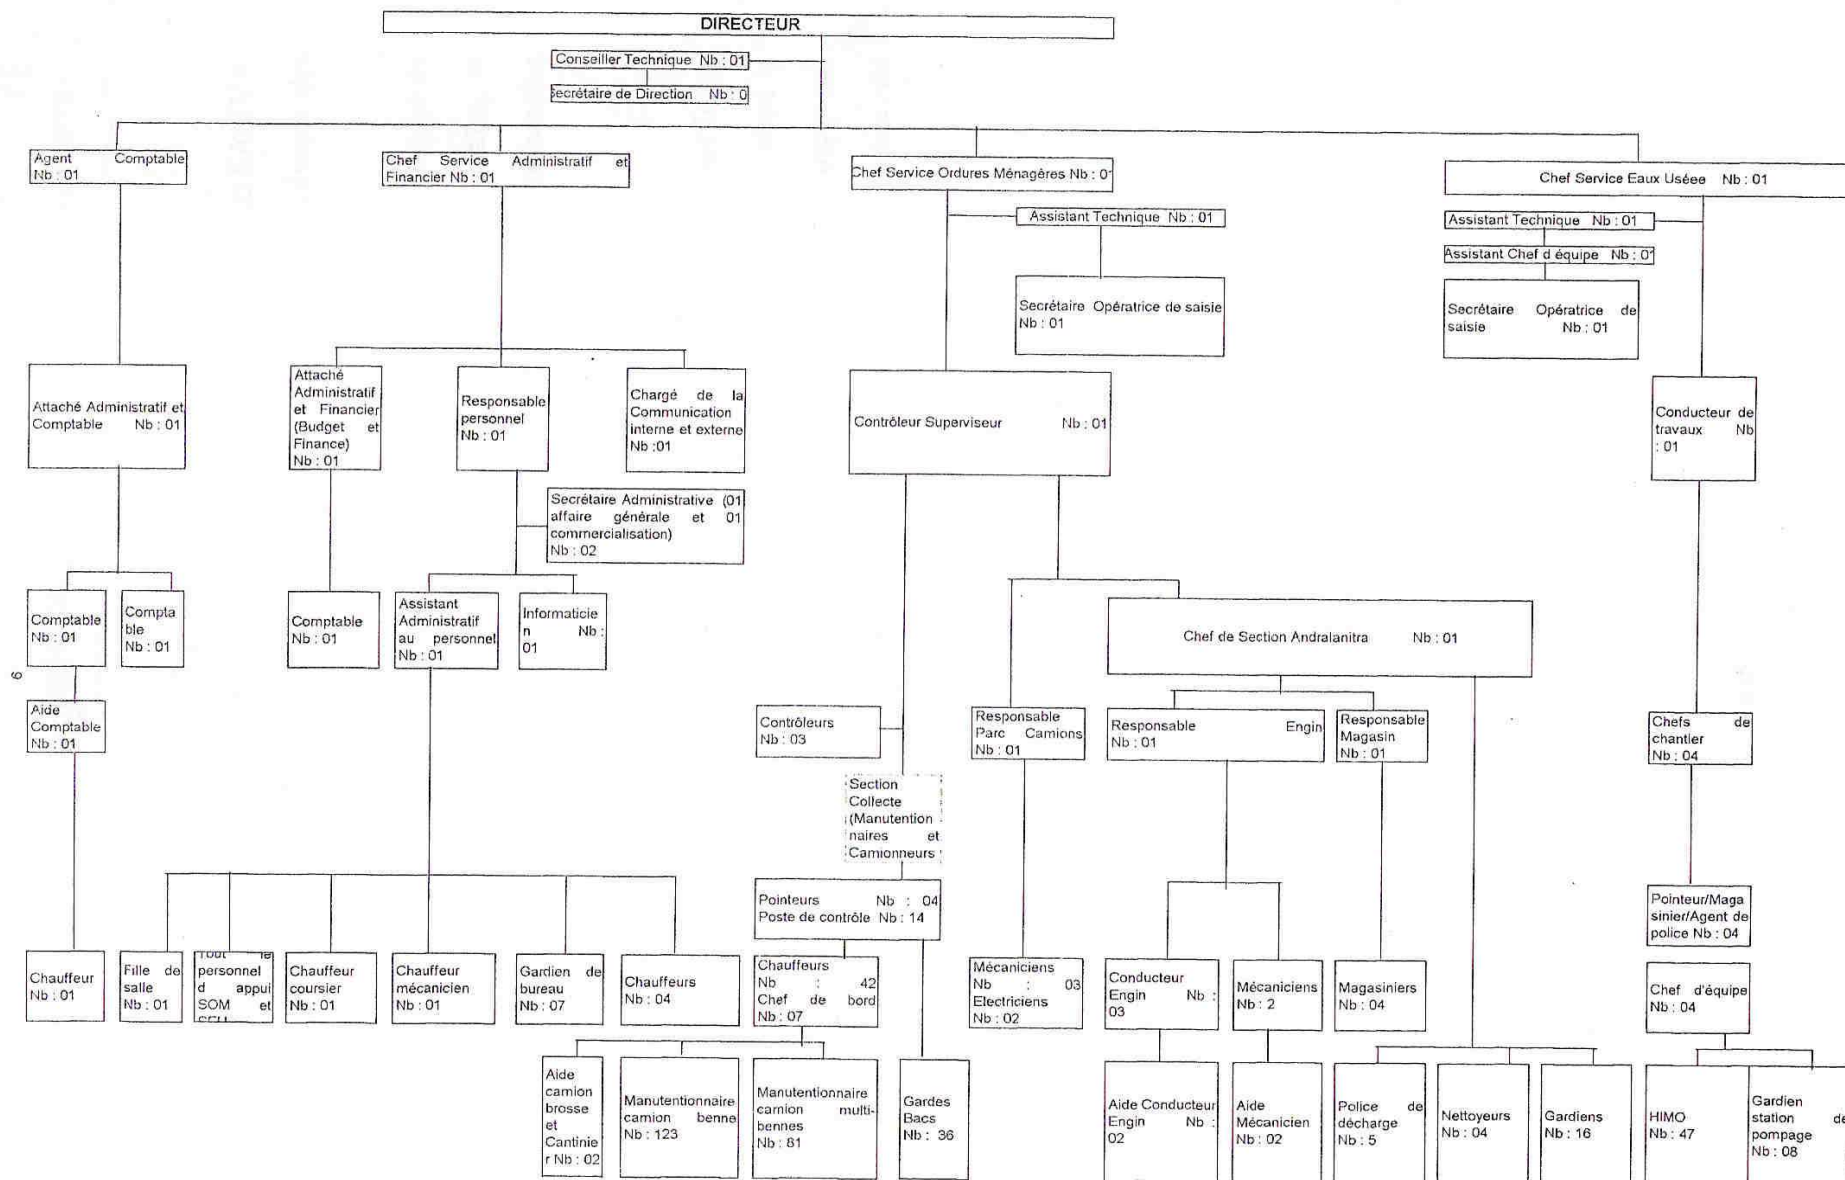 DIRECTEUR
Conseiller Technique Nb : 01
Secrétaire de Direction Nb : 0
Agent Comptable
Nb : 01
Chef Service Administratif et
Financier Nb : 01
Chef Service Ordures Ménagères Nb : 01
Chef Service Eaux Usées Nb : 01
Assistant Technique Nb : 01
Secrétaire Opératrice de saisie
Nb : 01
Assistant Technique Nb : 01
Assistant Chef d équipe Nb : 01
Secrétaire Opératrice de
saisie Nb : 01
Attaché Administratif et
Comptable Nb : 01
Attaché
Administratif
et Financier
(Budget et
Finance)
Nb : 01
Responsable
personnel
Nb : 01
Chargé de la
Communication
interne et externe
Nb :01
Contrôleur Superviseur Nb : 01
Conducteur de
travaux Nb
: 01
Secrétaire Administrative (01
affaire générale et 01
commercialisation)
Nb : 02
Comptable
Nb : 01
Compta
ble
Nb : 01
Comptable
Nb : 01
Assistant
Administratif
au personnel
Nb : 01
Informaticie
n Nb :
01
Chef de Section Andralanitra Nb : 01
6
Aide
Comptable
Nb : 01
Contrôleurs
Nb : 03
Responsable
Parc Camions
Nb : 01
Responsable Engin
Nb : 01
Responsable
Magasin
Nb : 01
Chefs de
chantier
Nb : 04
Section
Collecte
(Manutention
naires et
Camionneurs
Pointeurs Nb : 04
Poste de contrôle Nb : 14
Pointeur/Maga
sinier/Agent de
police Nb : 04
Chauffeur
Nb : 01
Fille de
salle
Nb : 01
Tout le
personnel
d appui
SOM et
Chauffeur
coursier
Nb : 01
Chauffeur
mécanicien
Nb : 01
Gardien de
bureau
Nb : 07
Chauffeurs
Nb : 04
Chauffeurs
Nb : 42
Chef de bord
Nb : 07
Mécaniciens
Nb : 03
Electriciens
Nb : 02
Conducteur
Engin Nb :
03
Mécaniciens
Nb : 2
Magasiniers
Nb : 04
Chef d'équipe
Nb : 04
Aide
camion
brosse
et
Cantinie
r Nb : 02
Manutentionnaire
camion benne
Nb : 123
Manutentionnaire
camion multi-
bennes
Nb : 81
Gardes
Bacs
Nb : 36
Aide Conducteur
Engin Nb :
02
Aide
Mécanicien
Nb : 02
Police de
décharge
Nb : 5
Nettoyeurs
Nb : 04
Gardiens
Nb : 16
HIMO
Nb : 47
Gardien
station de
pompage
Nb : 08